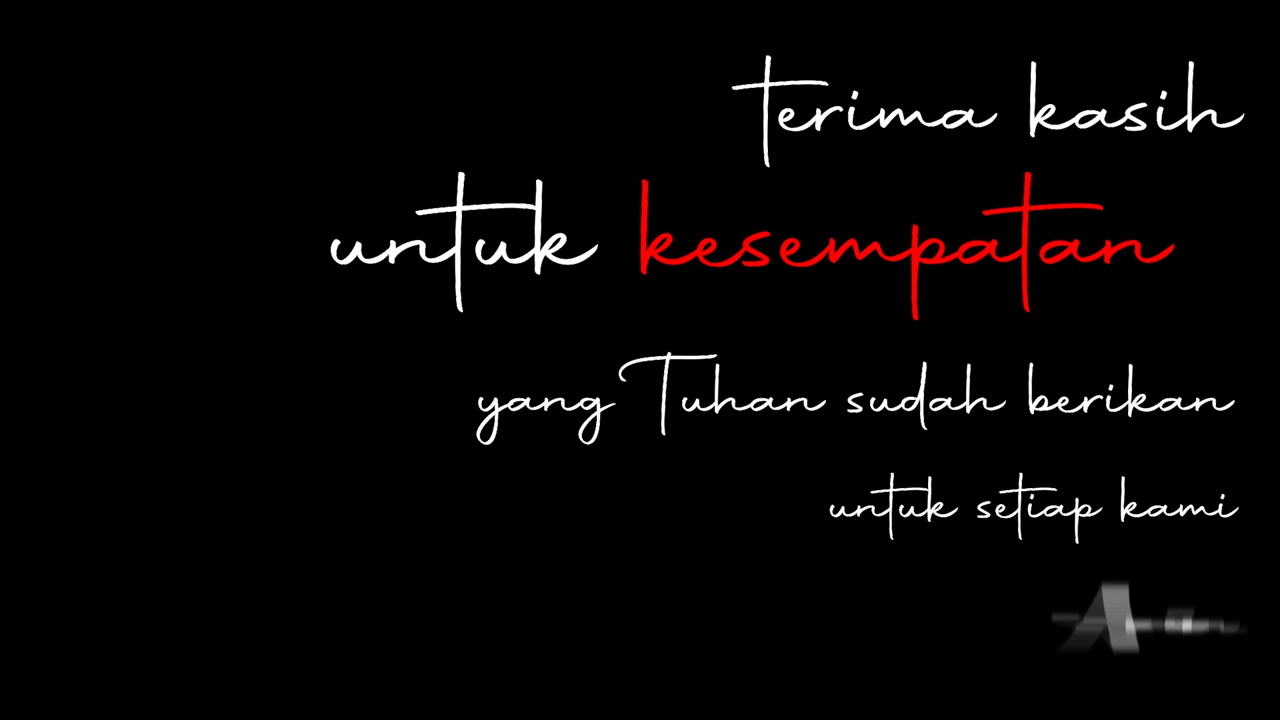 terima kasih
untuk kesempatan
yang Tuhan sudah berikan
untuk setiap kami